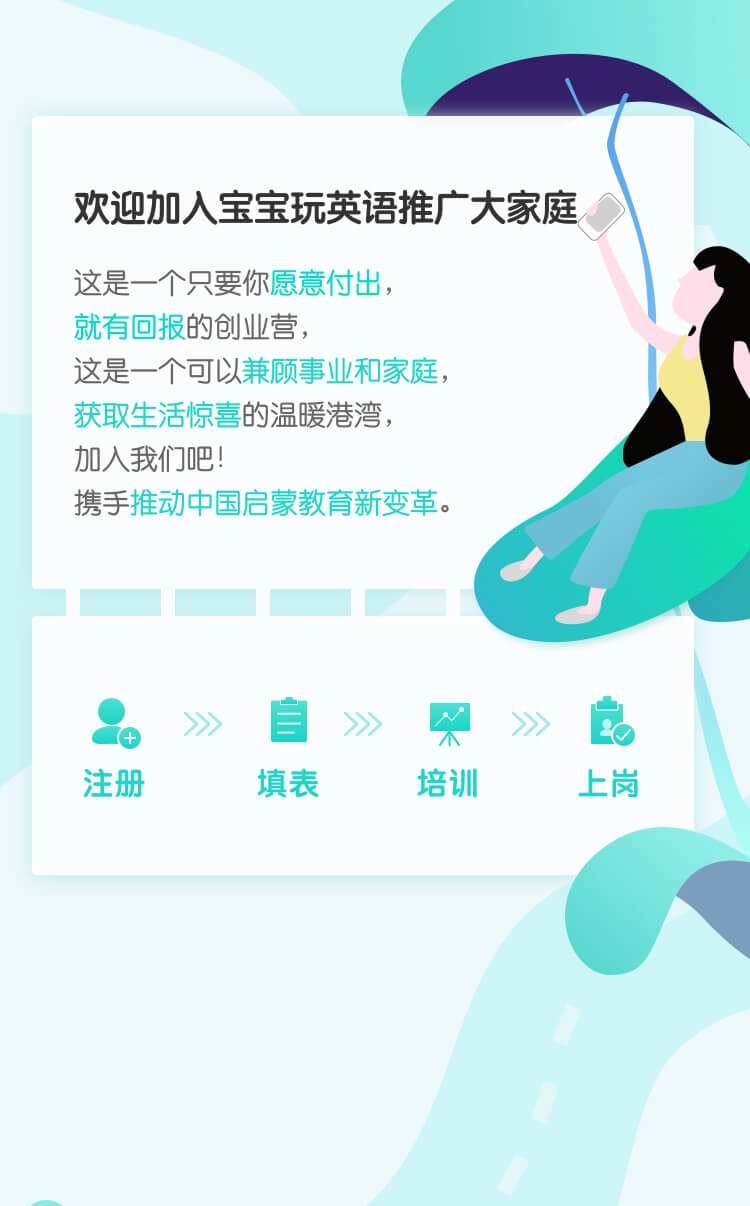 欢迎加入宝宝玩英语推广大家庭
这是一个只要你愿意付出，
就有回报的创业营，
这是一个可以兼顾事业和家庭，
获取生活惊喜的温暖港湾，
加入我们吧！
携手推动中国启蒙教育新变革。
注册
填表
培训
上岗